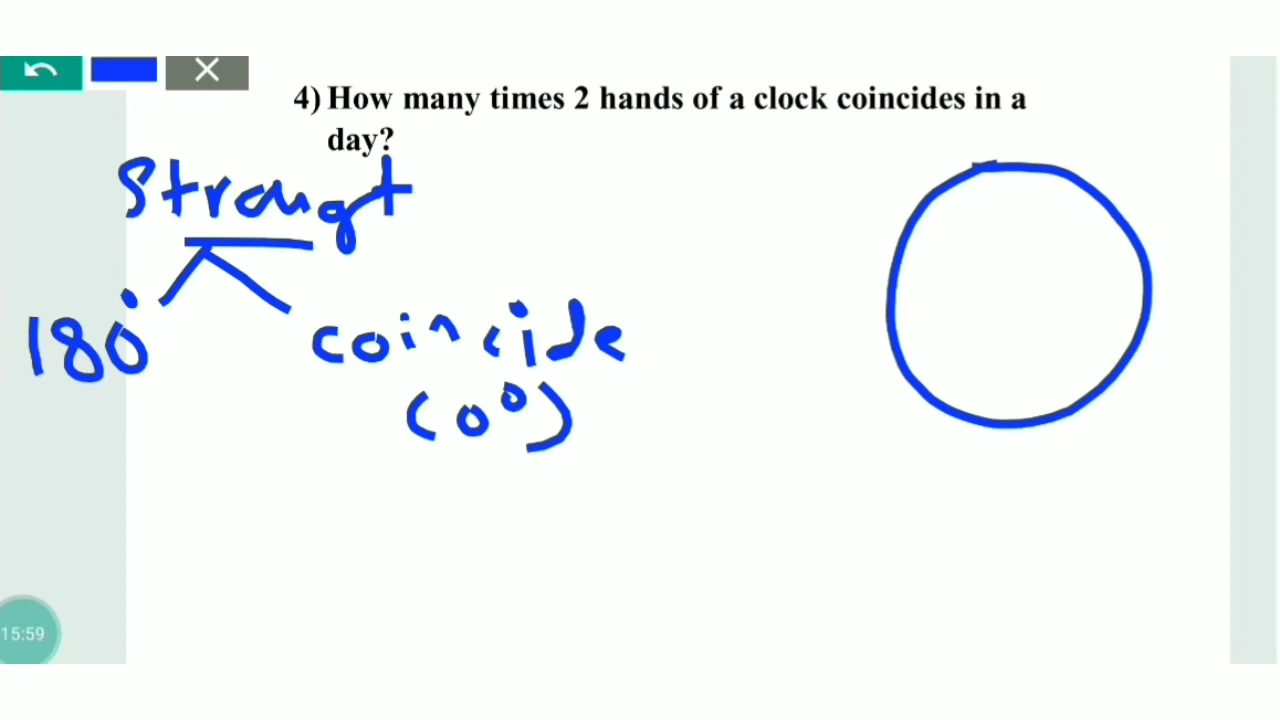 4) How many times 2 hands of a clock coincides in a
day?
Straight
180° coincide
(0°)
15:59